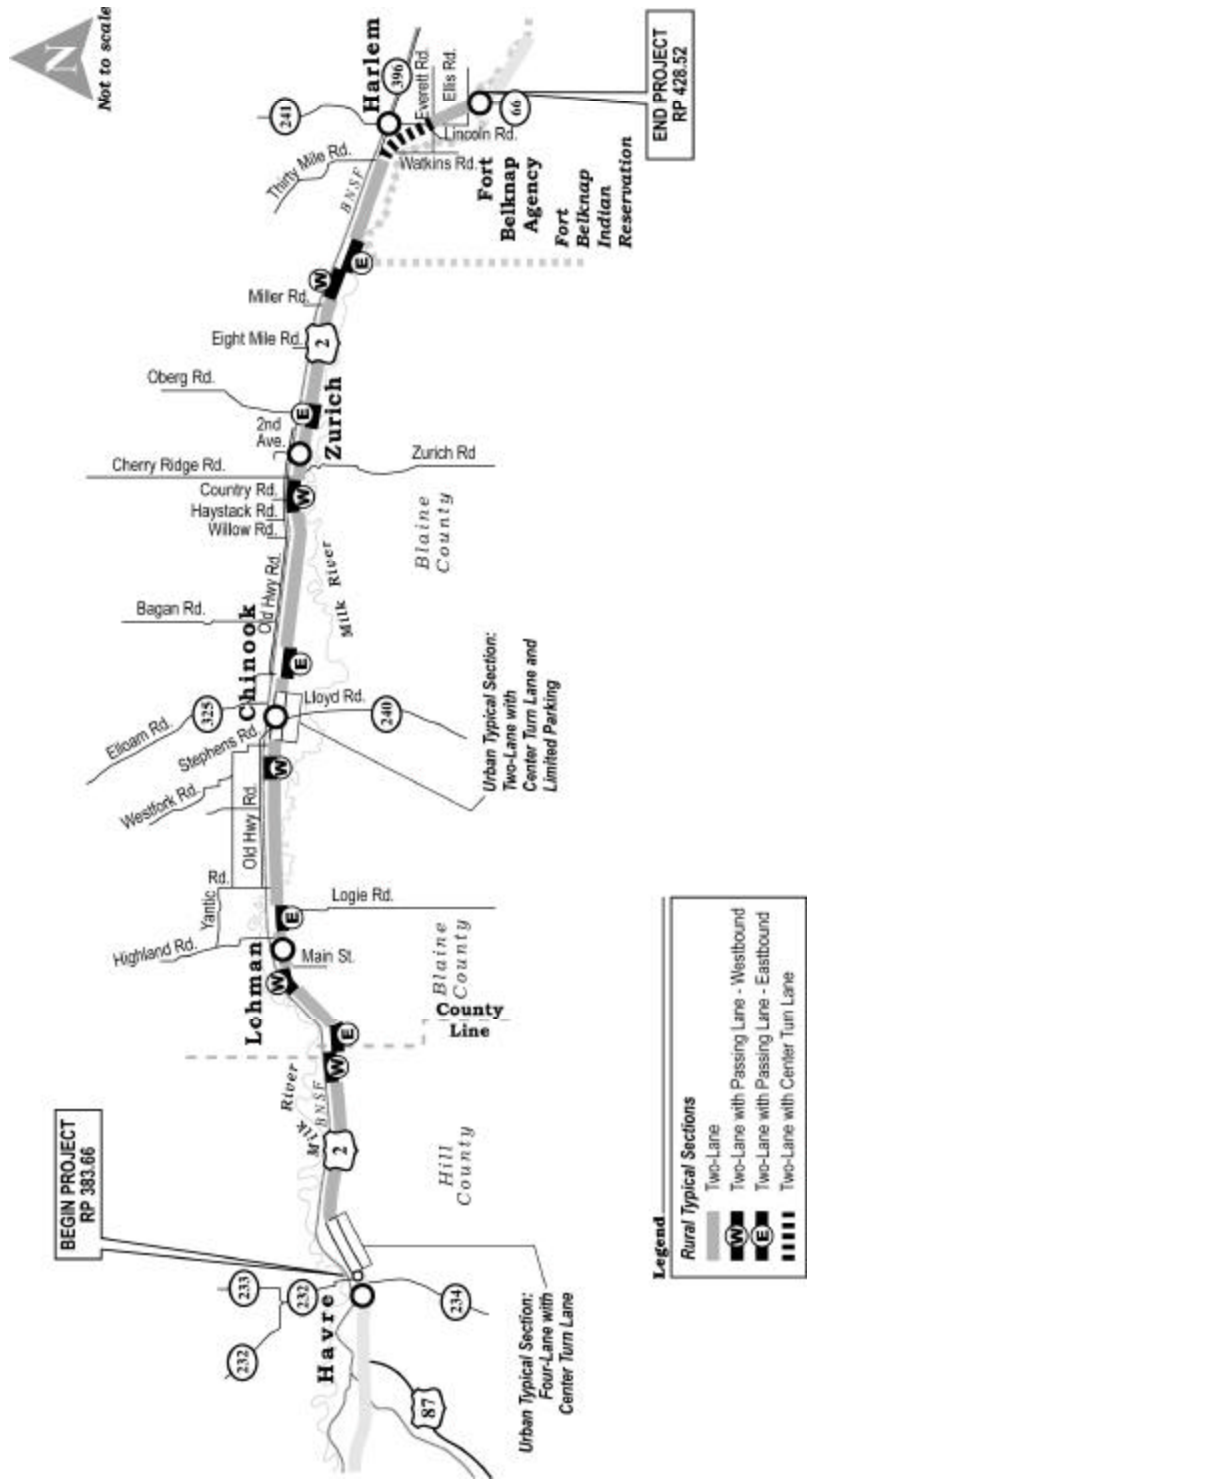 N
Not to scale
Harlem
396
241
Everett Rd.
Ellis Rd.
66
END PROJECT
RP 428.52
Lincoln Rd.
Watkins Rd.
Thirty Mile Rd.
BNSF
Fort
Belknap
Agency
Fort
Belknap
Indian
Reservation
E
W
Miller Rd.
Eight Mile Rd.
2
Oberg Rd.
E
2nd
Ave.
Zurich
Zurich Rd
Cherry Ridge Rd.
Country Rd.
W
Haystack Rd.
Willow Rd.
Blaine
County
Milk River
Old Hwy Rd.
Bagan Rd.
Chinook
E
Lloyd Rd.
325
240
Elloam Rd.
Stephens Rd
Urban Typical Section:
Two-Lane with
Center Turn Lane and
Limited Parking
W
Westfork Rd.
Old Hwy Rd.
Yantic
Rd.
Logie Rd.
E
Highland Rd.
Main St.
Lohman
W
Blaine
County
County
Line
E
W
Milk River
BNSF
2
Hill
County
BEGIN PROJECT
RP 383.66
233
232
232
234
Havre
87
Urban Typical Section:
Four-Lane with
Center Turn Lane
Legend
Rural Typical Sections
Two-Lane
W Two-Lane with Passing Lane - Westbound
E Two-Lane with Passing Lane - Eastbound
Two-Lane with Center Turn Lane